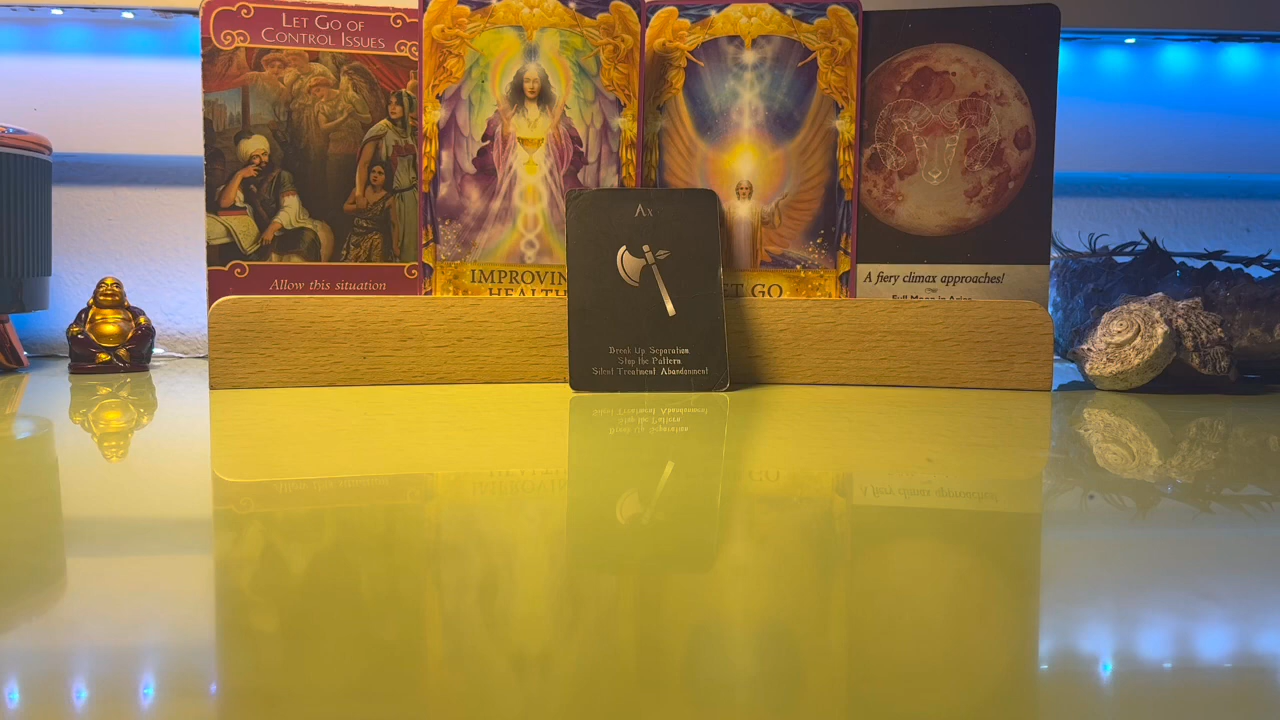 LET GO OF
CONTROL ISSUES
Allow this situation
IMPROVIN
HEALTH
ET GO
A fiery climax approaches!
Full Moon in Aries
Ax
Break Up. Separation
Stop the Pattern
Silent Treatment. Abandonment